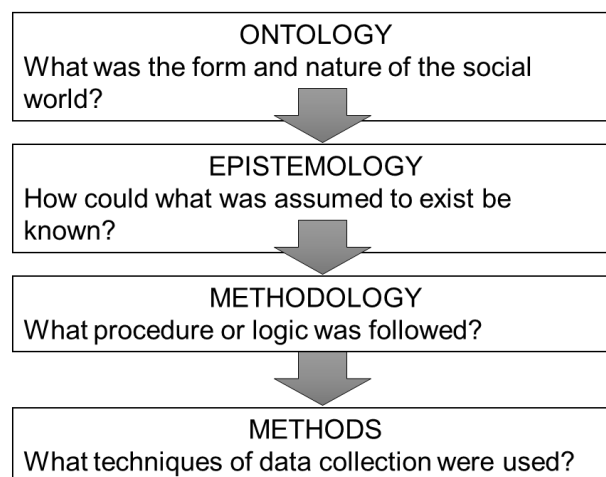 ONTOLOGY
What was the form and nature of the social
world?
EPISTEMOLOGY
How could what was assumed to exist be
known?
METHODOLOGY
What procedure or logic was followed?
METHODS
What techniques of data collection were used?